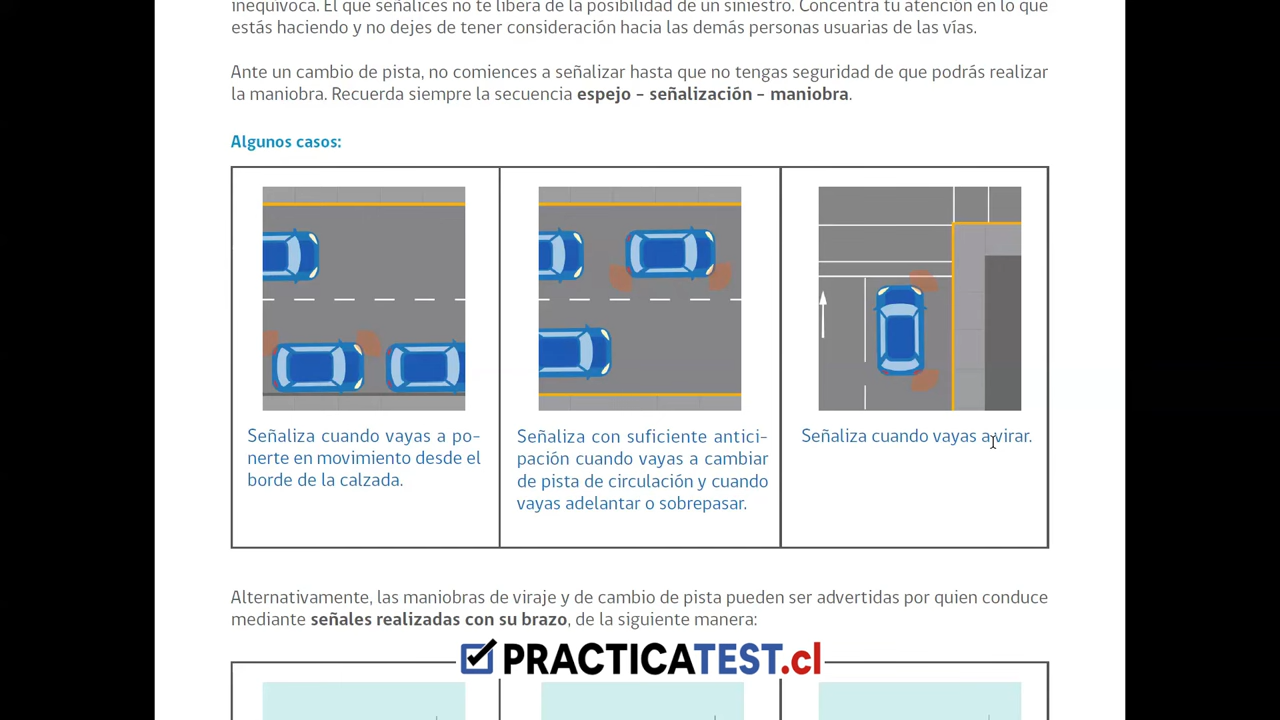 inequívoca. El que señalices no te libera de la posibilidad de un siniestro. Concentra tu atención en lo que
estás haciendo y no dejes de tener consideración hacia las demás personas usuarias de las vías.
Ante un cambio de pista, no comiences a señalizar hasta que no tengas seguridad de que podrás realizar
la maniobra. Recuerda siempre la secuencia espejo – señalización – maniobra.
Algunos casos:
Señaliza cuando vayas a po-
nerte en movimiento desde el
borde de la calzada.
Señaliza con suficiente antici-
pación cuando vayas a cambiar
de pista de circulación y cuando
vayas adelantar o sobrepasar.
Señaliza cuando vayas a virar.
Alternativamente, las maniobras de viraje y de cambio de pista pueden ser advertidas por quien conduce
mediante señales realizadas con su brazo, de la siguiente manera:
PRACTICATEST.cl